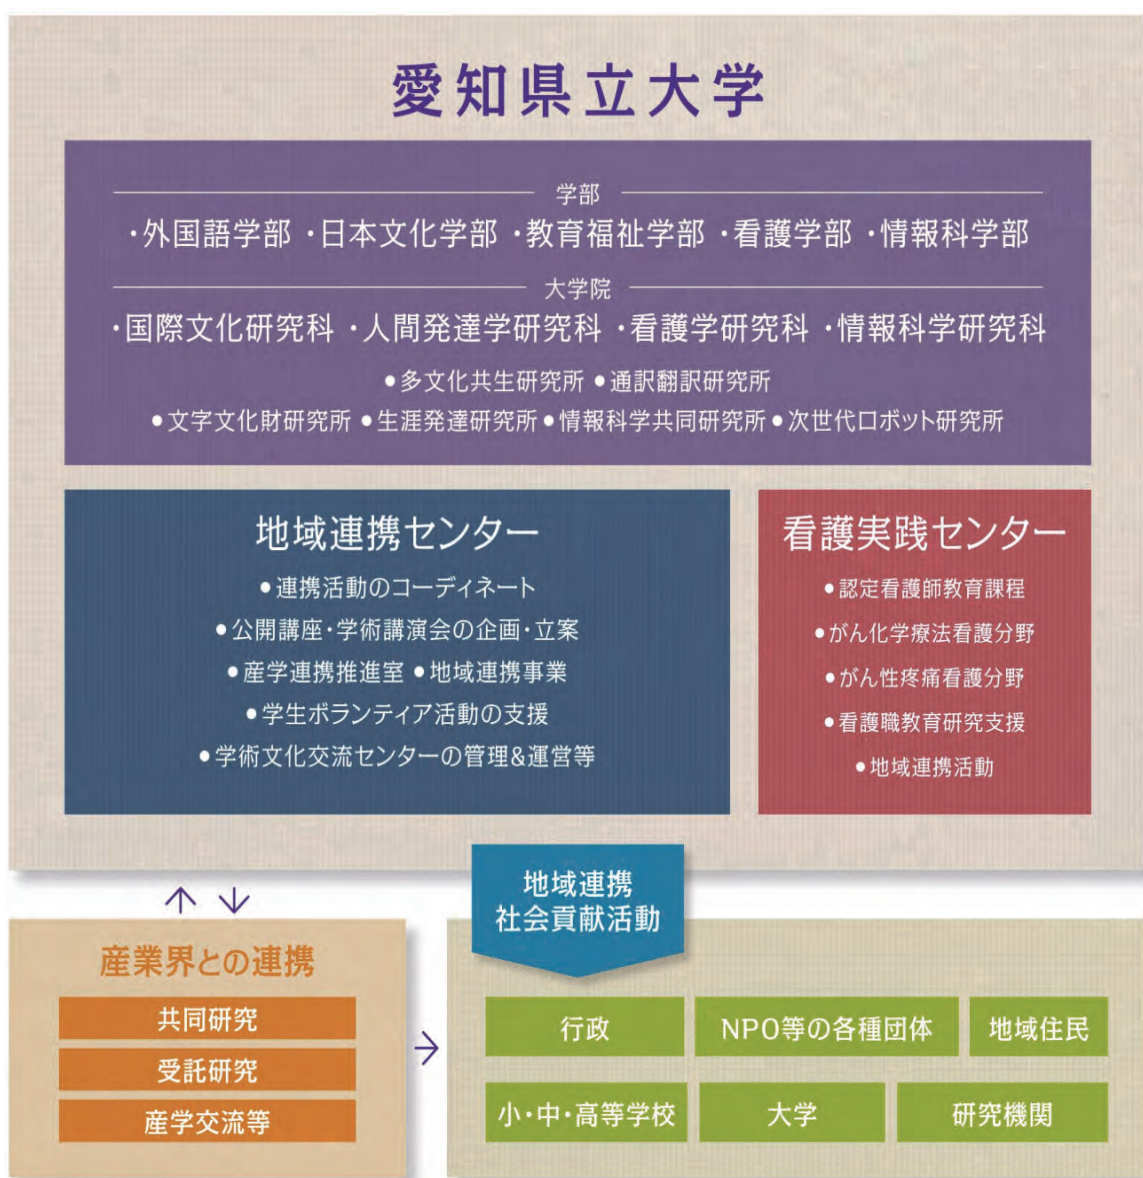 愛知県立大学
学部
・外国語学部 ・日本文化学部 ・教育福祉学部 ・看護学部 ・情報科学部
大学院
・国際文化研究科 ・人間発達学研究科 ・看護学研究科 ・情報科学研究科
●多文化共生研究所 ●通訳翻訳研究所
●文字文化財研究所 ●生涯発達研究所 ●情報科学共同研究所 ●次世代ロボット研究所
地域連携センター
●連携活動のコーディネート
●公開講座・学術講演会の企画・立案
●産学連携推進室 ●地域連携事業
●学生ボランティア活動の支援
●学術文化交流センターの管理&運営等
看護実践センター
●認定看護師教育課程
●がん化学療法看護分野
●がん性疼痛看護分野
●看護職教育研究支援
●地域連携活動
地域連携
社会貢献活動
産業界との連携
共同研究
受託研究
産学交流等
行政
NPO等の各種団体
地域住民
小・中・高等学校
大学
研究機関